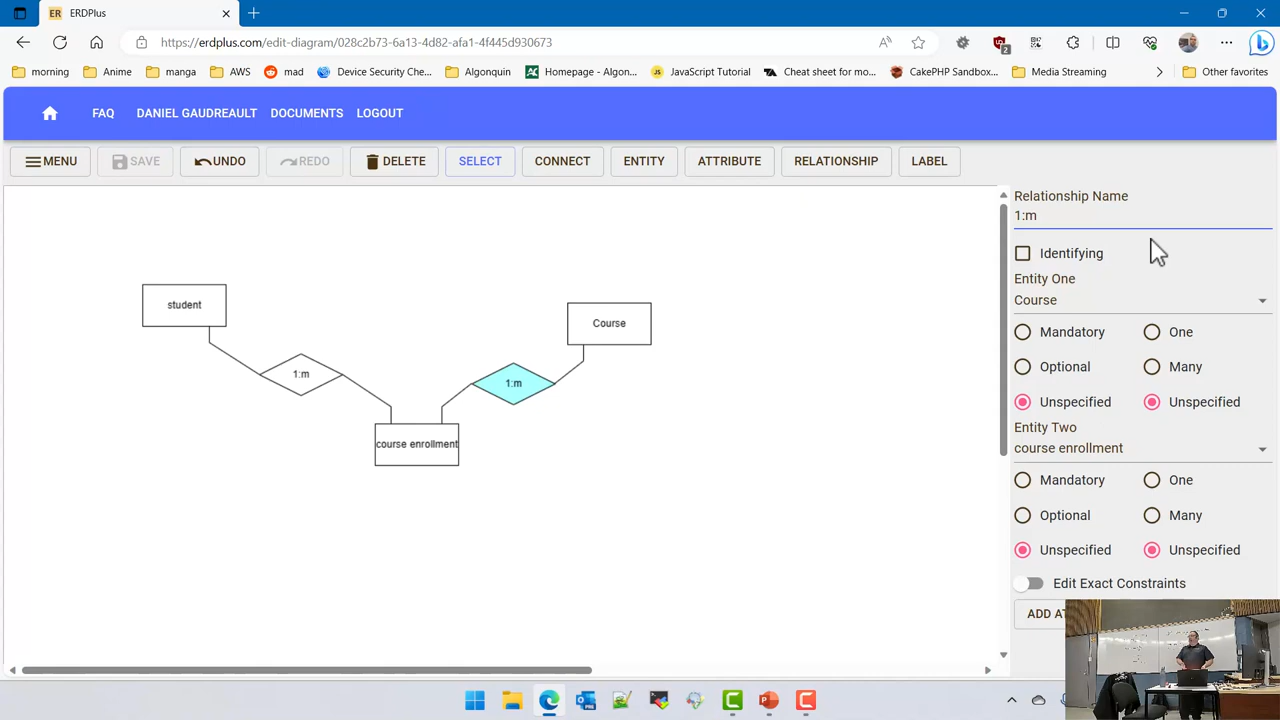 ERDPlus
https://erdplus.com/edit-diagram/028c2b73-6a13-4d82-afa1-4f445d930673
2
morning Anime manga AWS mad Device Security Che... Algonquin Homepage - Algon... JavaScript Tutorial Cheat sheet for mo... CakePHP Sandbox... Media Streaming Other favorites
FAQ DANIEL GAUDREAULT DOCUMENTS LOGOUT
MENU SAVE UNDO REDO DELETE SELECT CONNECT ENTITY ATTRIBUTE RELATIONSHIP LABEL
student
Course
1:m
1:m
course enrollment
Relationship Name
1:m
Identifying
Entity One
Course
Mandatory One
Optional Many
Unspecified Unspecified
Entity Two
course enrollment
Mandatory One
Optional Many
Unspecified Unspecified
Edit Exact Constraints